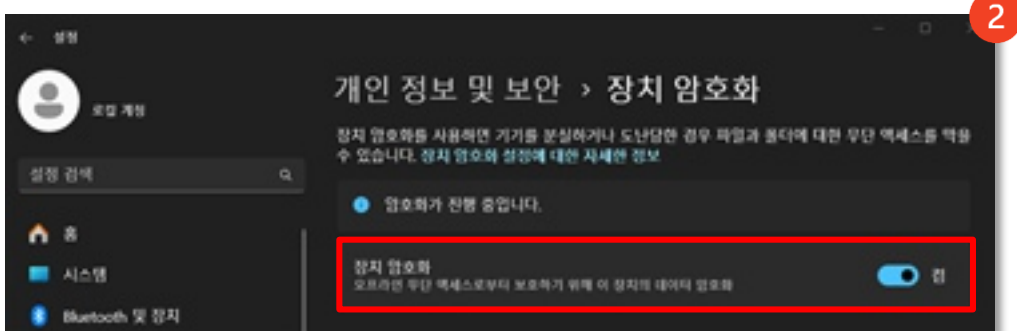 2
설정
로컬 계정
설정 검색
홈
시스템
Bluetooth 및 장치
개인 정보 및 보안 › 장치 암호화
장치 암호화를 사용하면 기기를 분실하거나 도난당한 경우 파일과 폴더에 대한 무단 액세스를 막을
수 있습니다. 장치 암호화 설정에 대한 자세한 정보
암호화가 진행 중입니다.
장치 암호화
오프라인 무단 액세스로부터 보호하기 위해 이 장치의 데이터 암호화
켬